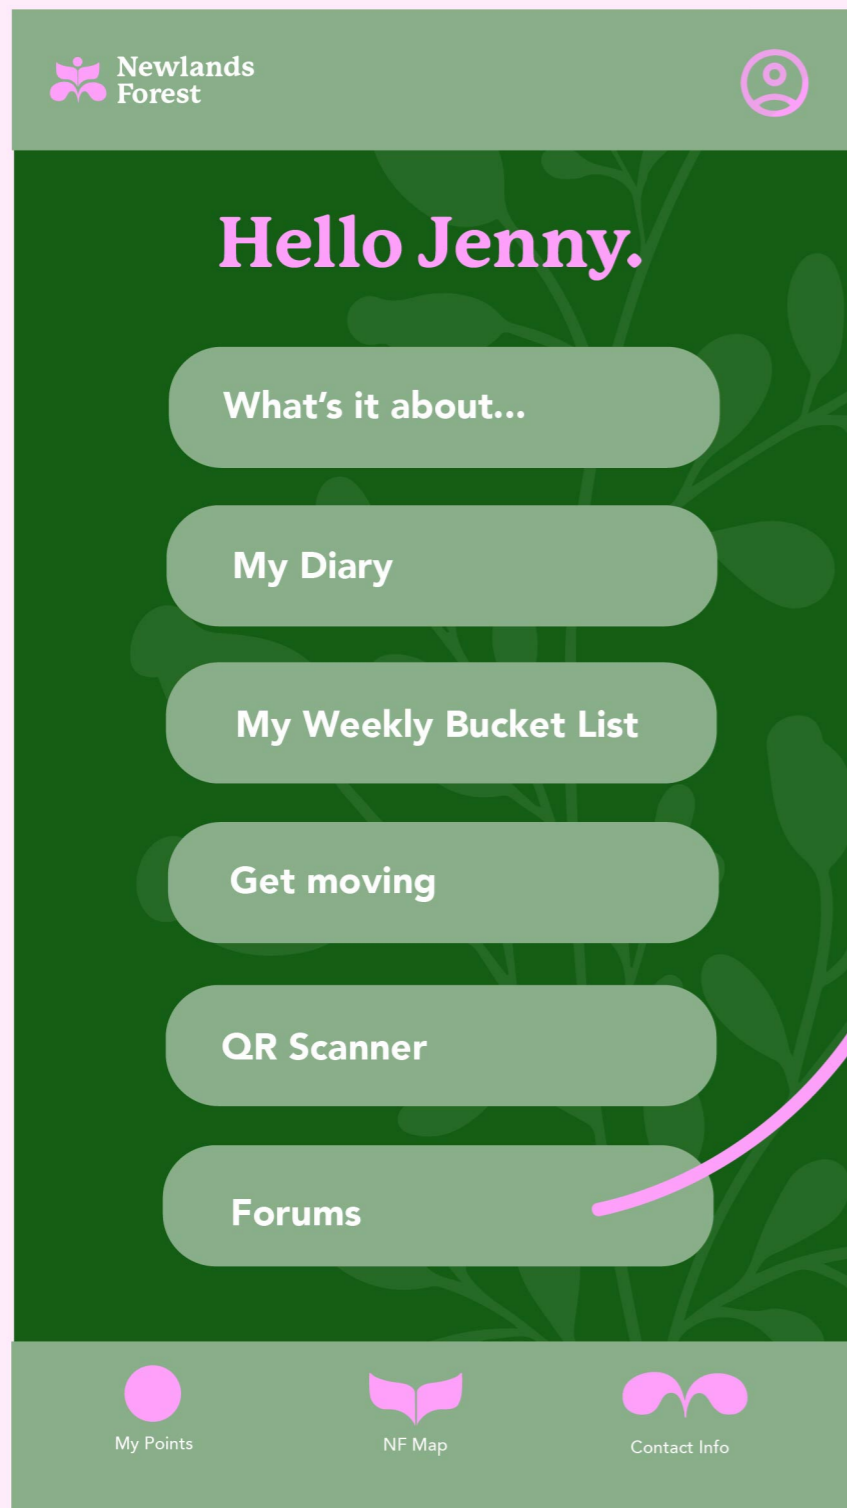 Newlands
Forest
Hello Jenny.
What’s it about...
My Diary
My Weekly Bucket List
Get moving
QR Scanner
Forums
My Points
NF Map
Contact Info